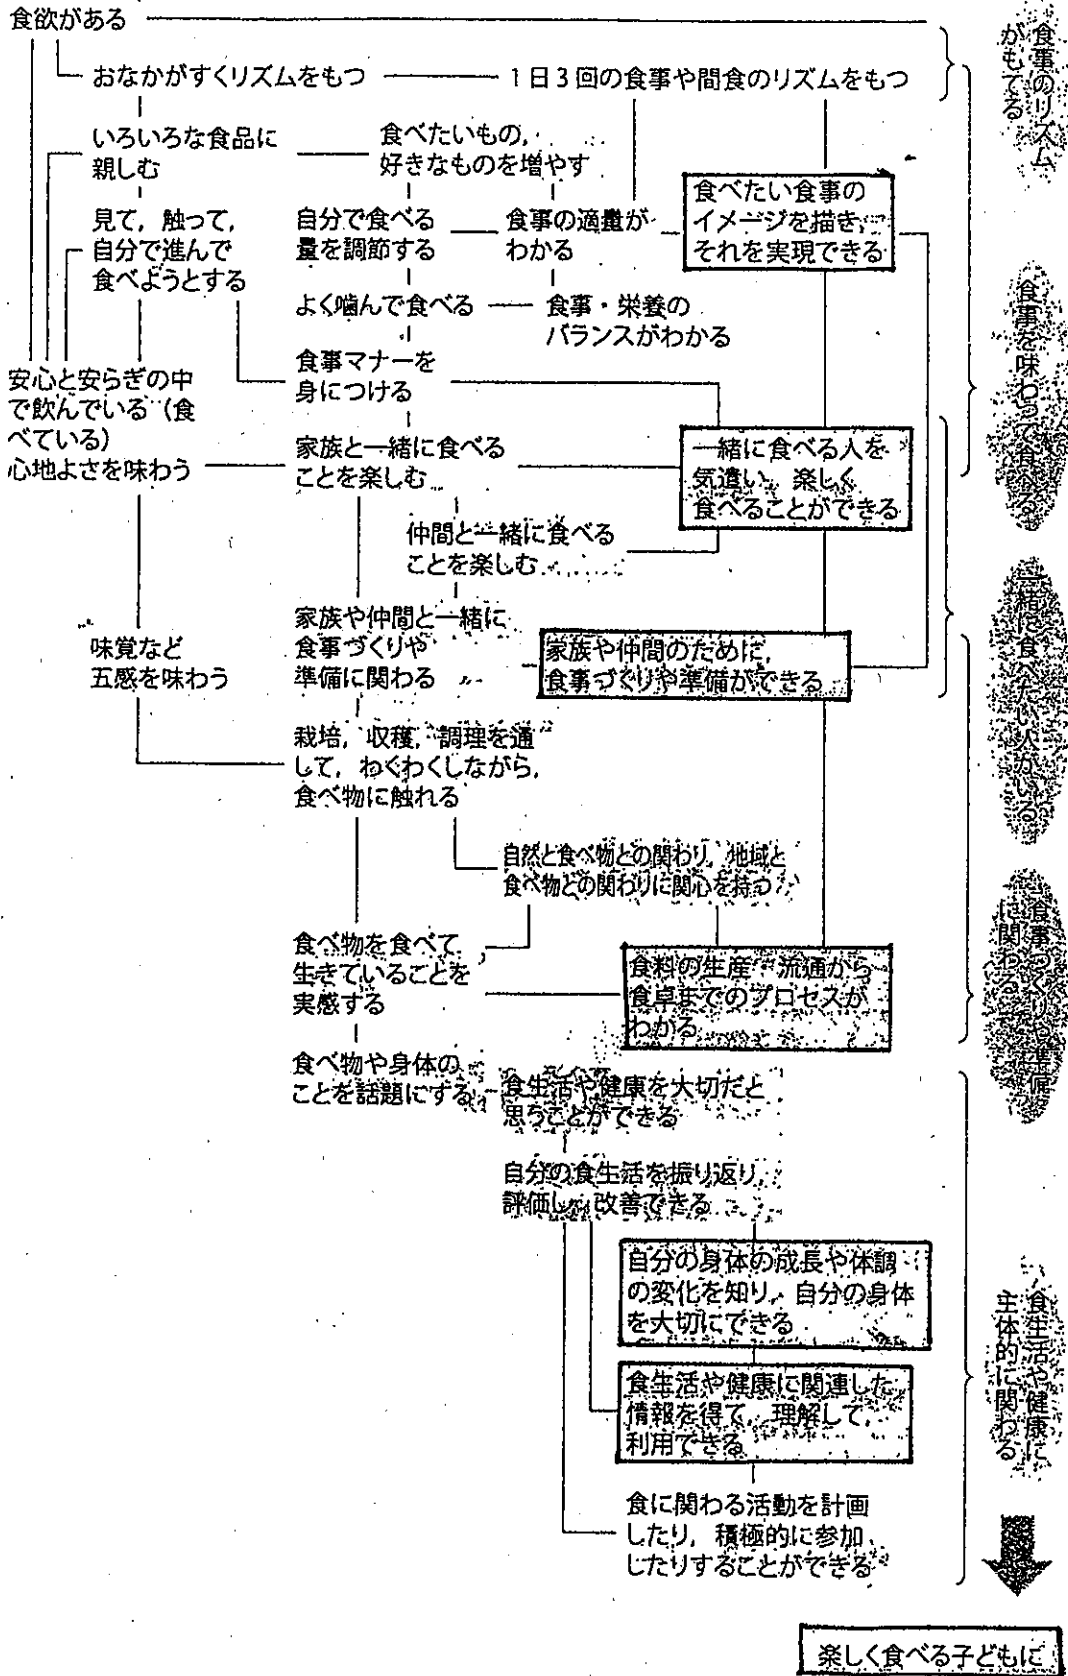 食欲がある
おなかがすくリズムをもつ
1日3回の食事や間食のリズムをもつ
いろいろな食品に
親しむ
食べたいもの,
好きなものを増やす
見て，触って，
自分で進んで
食べようとする
自分で食べる
量を調節する
食事の適量が
わかる
食べたい食事の
イメージを描き,
それを実現できる
よく噛んで食べる
食事・栄養の
バランスがわかる
食事マナーを
身につける
安心と安らぎの中
で飲んでいる（食
べている）
心地よさを味わう
家族と一緒に食べる
ことを楽しむ
一緒に食べる人を
気遣い，楽しく
食べることができる
仲間と一緒に食べる
ことを楽しむ
味覚など
五感を味わう
家族や仲間と一緒に
食事づくりや
準備に関わる
家族や仲間のために,
食事づくりや準備ができる
栽培，収穫，調理を通
して，わくわくしながら,
食べ物に触れる
自然と食べ物との関わり，地域と
食べ物との関わりに関心を持つ
食べ物を食べて
生きていることを
実感する
食料の生産・流通から
食卓までのプロセスが
わかる
食べ物や身体の
ことを話題にする
食生活や健康を大切だと
思うことができる
自分の食生活を振り返り,
評価し，改善できる
自分の身体の成長や体調
の変化を知り，自分の身体
を大切にできる
食生活や健康に関連した
情報を得て，理解して,
利用できる
食に関わる活動を計画
したり，積極的に参加
したりすることができる
食事のリズム
がもてる
食事を味わって食べる
一緒に食べたい人がいる
食事づくりや準備
に関わる
食生活や健康に
主体的に関わる
楽しく食べる子どもに